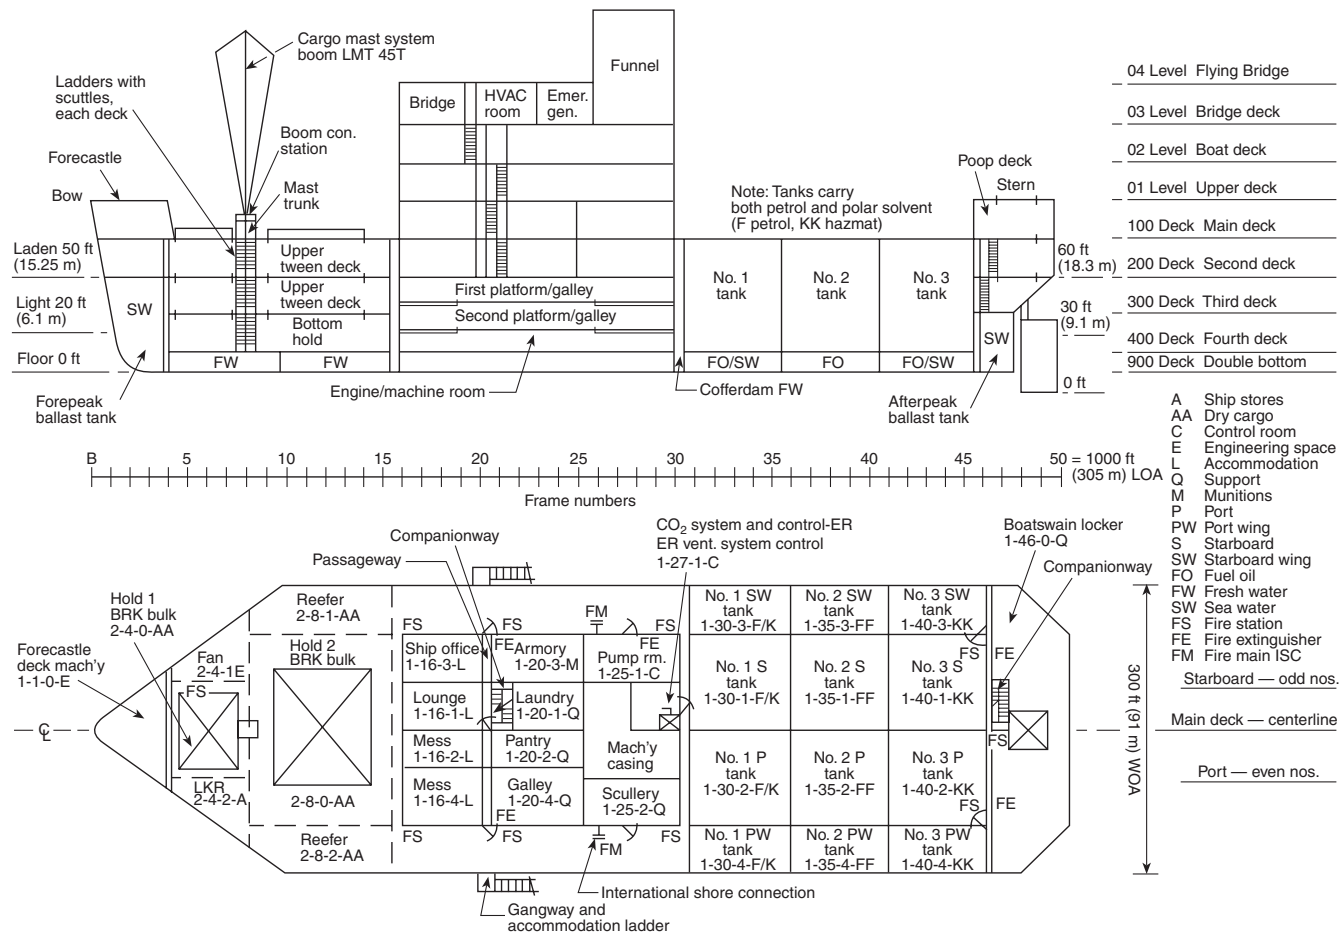 Cargo mast system
boom LMT 45T
Funnel
Ladders with
scuttles,
each deck
Bridge
HVAC
room
Emer.
gen.
Boom con.
station
Forecastle
Bow
Mast
trunk
Poop deck
Stern
Note: Tanks carry
both petrol and polar solvent
(F petrol, KK hazmat)
Laden 50 ft
(15.25 m)
Upper
tween deck
60 ft
(18.3 m)
No. 1
tank
No. 2
tank
No. 3
tank
Upper
tween deck
First platform/galley
Light 20 ft
(6.1 m)
SW
Second platform/galley
30 ft
(9.1 m)
Bottom
hold
SW
Floor 0 ft
FW
FW
FO/SW
FO
FO/SW
0 ft
Engine/machine room
Cofferdam FW
Forepeak
ballast tank
Afterpeak
ballast tank
04 Level Flying Bridge
03 Level Bridge deck
02 Level Boat deck
01 Level Upper deck
100 Deck Main deck
200 Deck Second deck
300 Deck Third deck
400 Deck Fourth deck
900 Deck Double bottom
A Ship stores
AA Dry cargo
C Control room
E Engineering space
L Accommodation
Q Support
M Munitions
P Port
PW Port wing
S Starboard
SW Starboard wing
FO Fuel oil
FW Fresh water
SW Sea water
FS Fire station
FE Fire extinguisher
FM Fire main ISC
Starboard — odd nos.
Main deck — centerline
Port — even nos.
B 5 10 15 20 25 30 35 40 45 50 = 1000 ft
(305 m) LOA
Frame numbers
Companionway
Passageway
CO2 system and control-ER
ER vent. system control
1-27-1-C
Boatswain locker
1-46-0-Q
Companionway
Hold 1
BRK bulk
2-4-0-AA
Reefer
2-8-1-AA
FM
FS
FS
FS
FE
FE
Forecastle
deck mach'y
1-1-0-E
Fan
2-4-1E
FS
Hold 2
BRK bulk
Ship office
1-16-3-L
Armory
1-20-3-M
Pump rm.
1-25-1-C
Lounge
1-16-1-L
Laundry
1-20-1-Q
Mess
1-16-2-L
Pantry
1-20-2-Q
Mach'y
casing
Mess
1-16-4-L
Galley
1-20-4-Q
Scullery
1-25-2-Q
LKR
2-4-2-A
2-8-0-AA
Reefer
2-8-2-AA
FE
FS
FS
FS
FM
No. 1 SW
tank
1-30-3-F/K
No. 2 SW
tank
1-35-3-FF
No. 3 SW
tank
1-40-3-KK
No. 1 S
tank
1-30-1-F/K
No. 2 S
tank
1-35-1-FF
No. 3 S
tank
1-40-1-KK
No. 1 P
tank
1-30-2-F/K
No. 2 P
tank
1-35-2-FF
No. 3 P
tank
1-40-2-KK
No. 1 PW
tank
1-30-4-F/K
No. 2 PW
tank
1-35-4-FF
No. 3 PW
tank
1-40-4-KK
FS
FE
FS
FS
FE
300 ft (91 m) WOA
CL
International shore connection
Gangway and
accommodation ladder